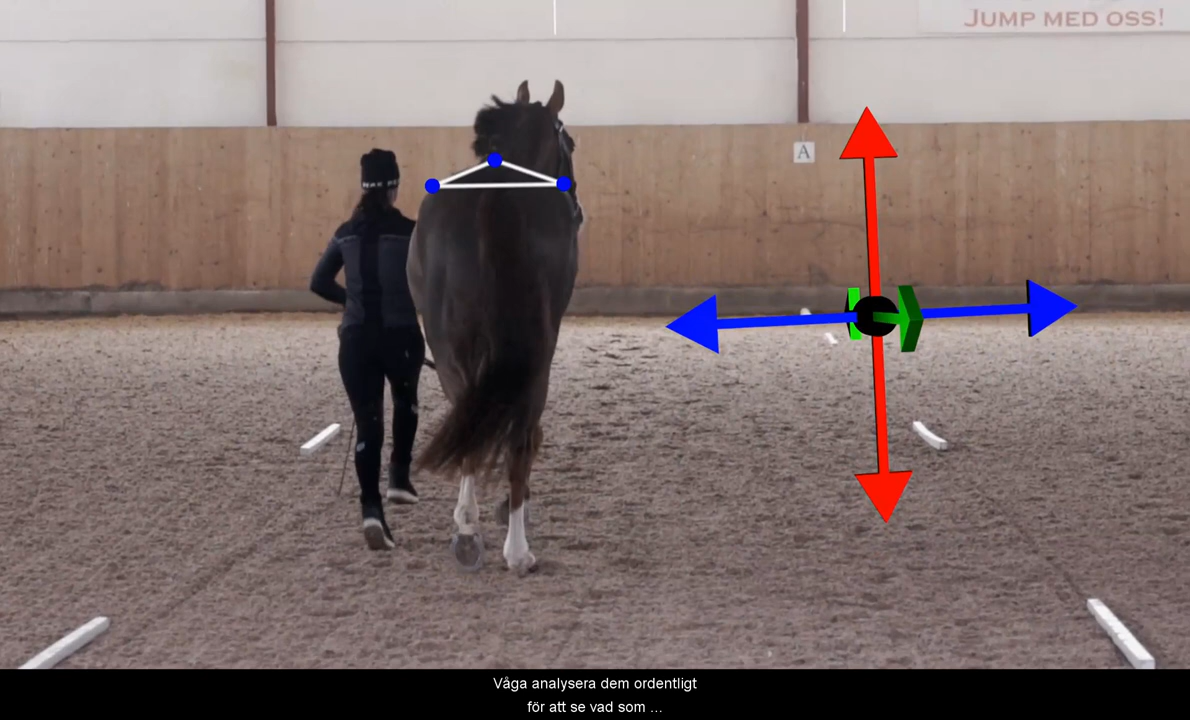 JUMP MED OSS!
A
Våga analysera dem ordentligt
för att se vad som ...